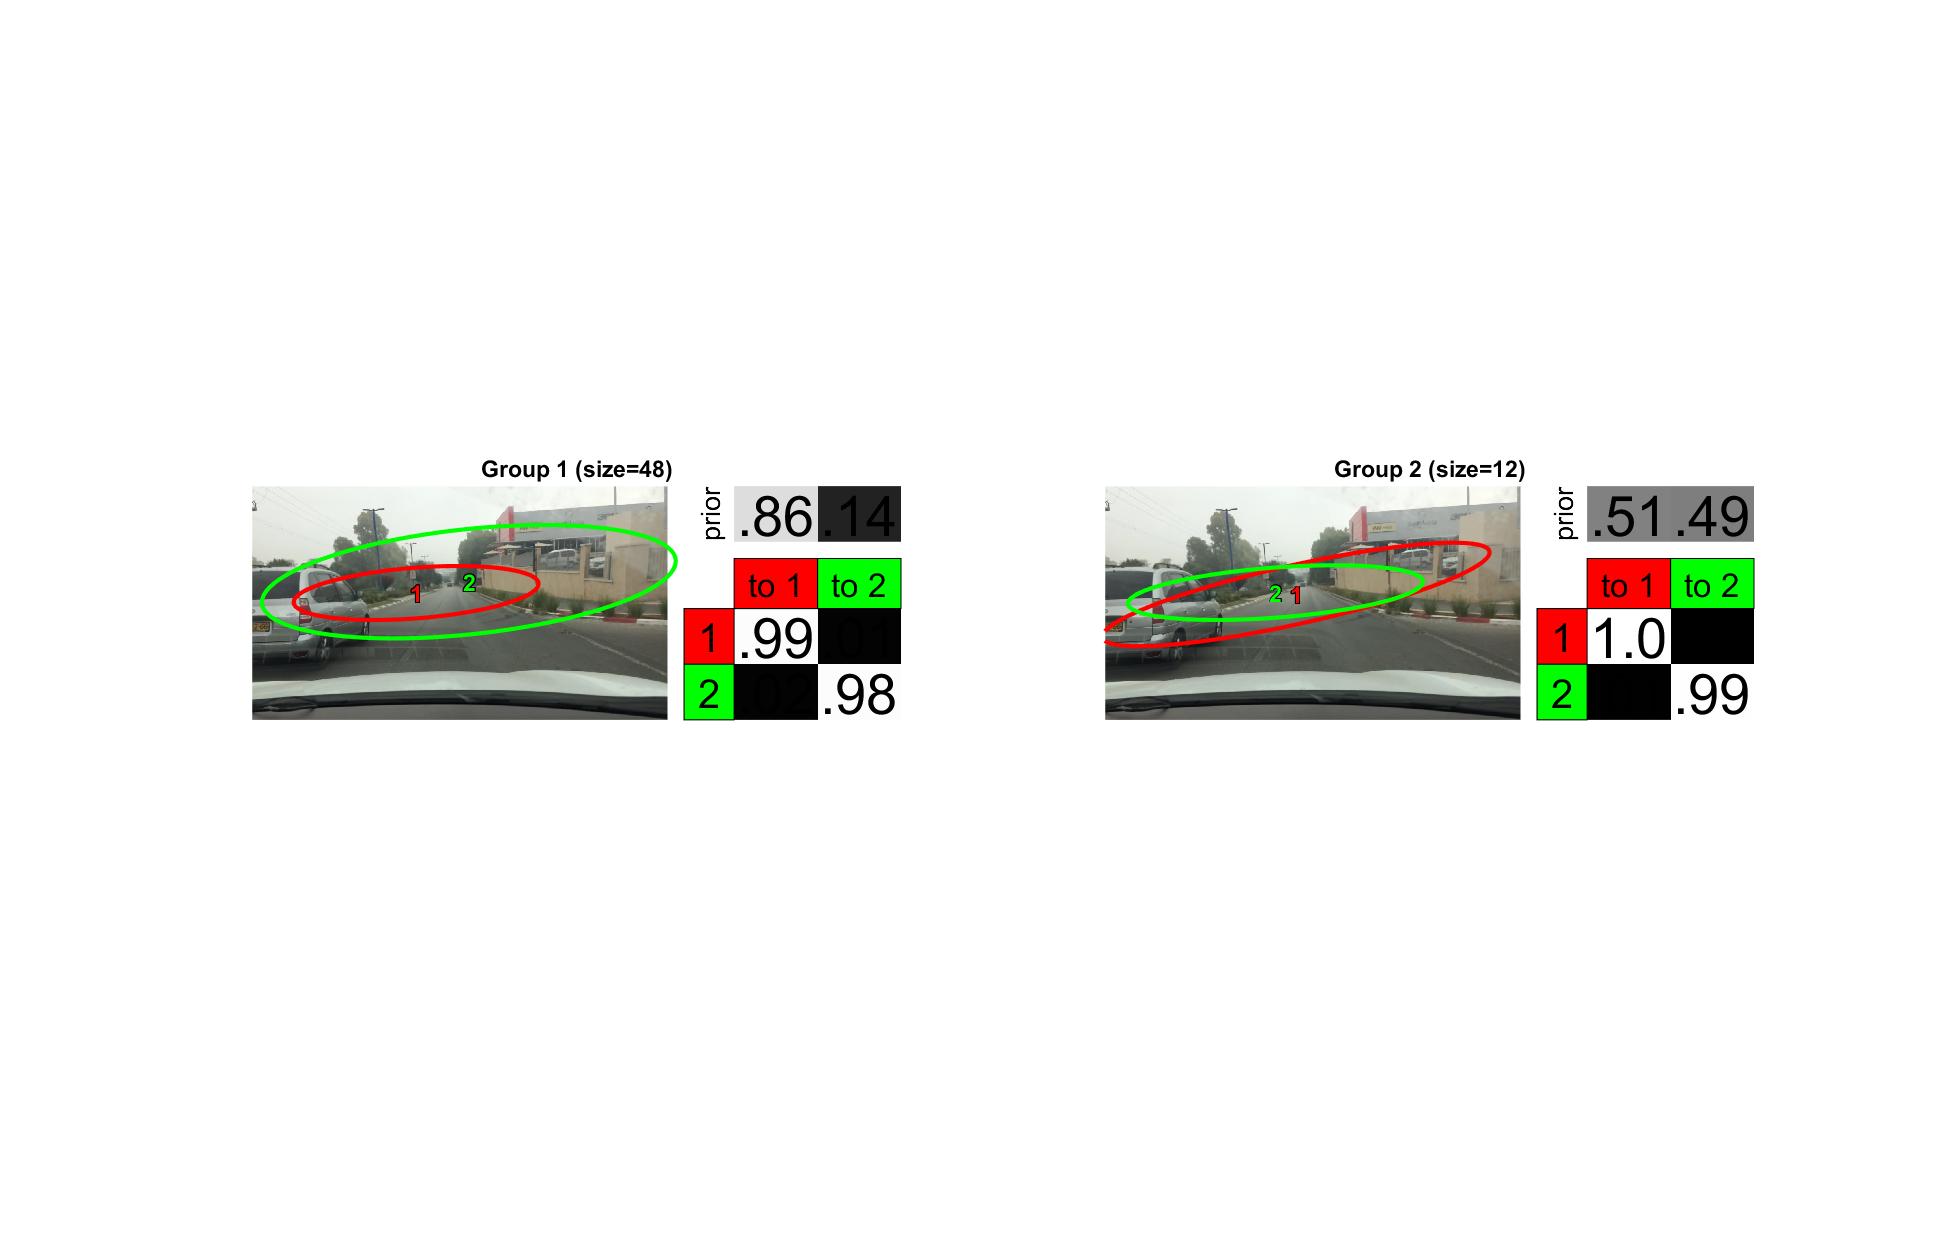 Group 1 (size=48)
prior .86 .14
to 1 to 2
1 .99 .01
2 .02 .98
1 2
Group 2 (size=12)
prior .51 .49
to 1 to 2
1 1.0
2 .99
2 1